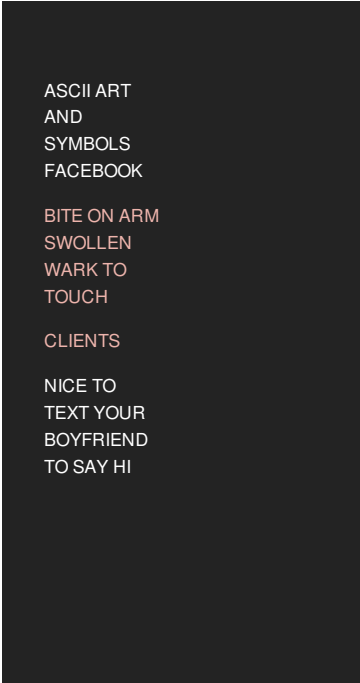 ASCII ART
AND
SYMBOLS
FACEBOOK
BITE ON ARM
SWOLLEN
WARK TO
TOUCH
CLIENTS
NICE TO
TEXT YOUR
BOYFRIEND
TO SAY HI